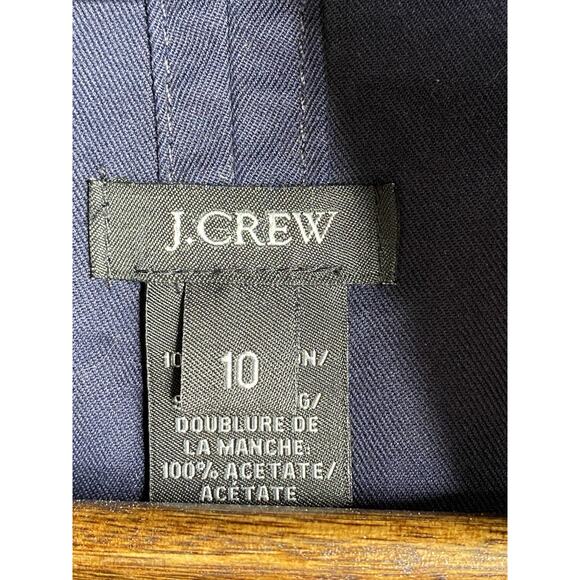 J.CREW
10
DOUBLURE DE
LA MANCHE:
100% ACETATE/
ACÉTATE